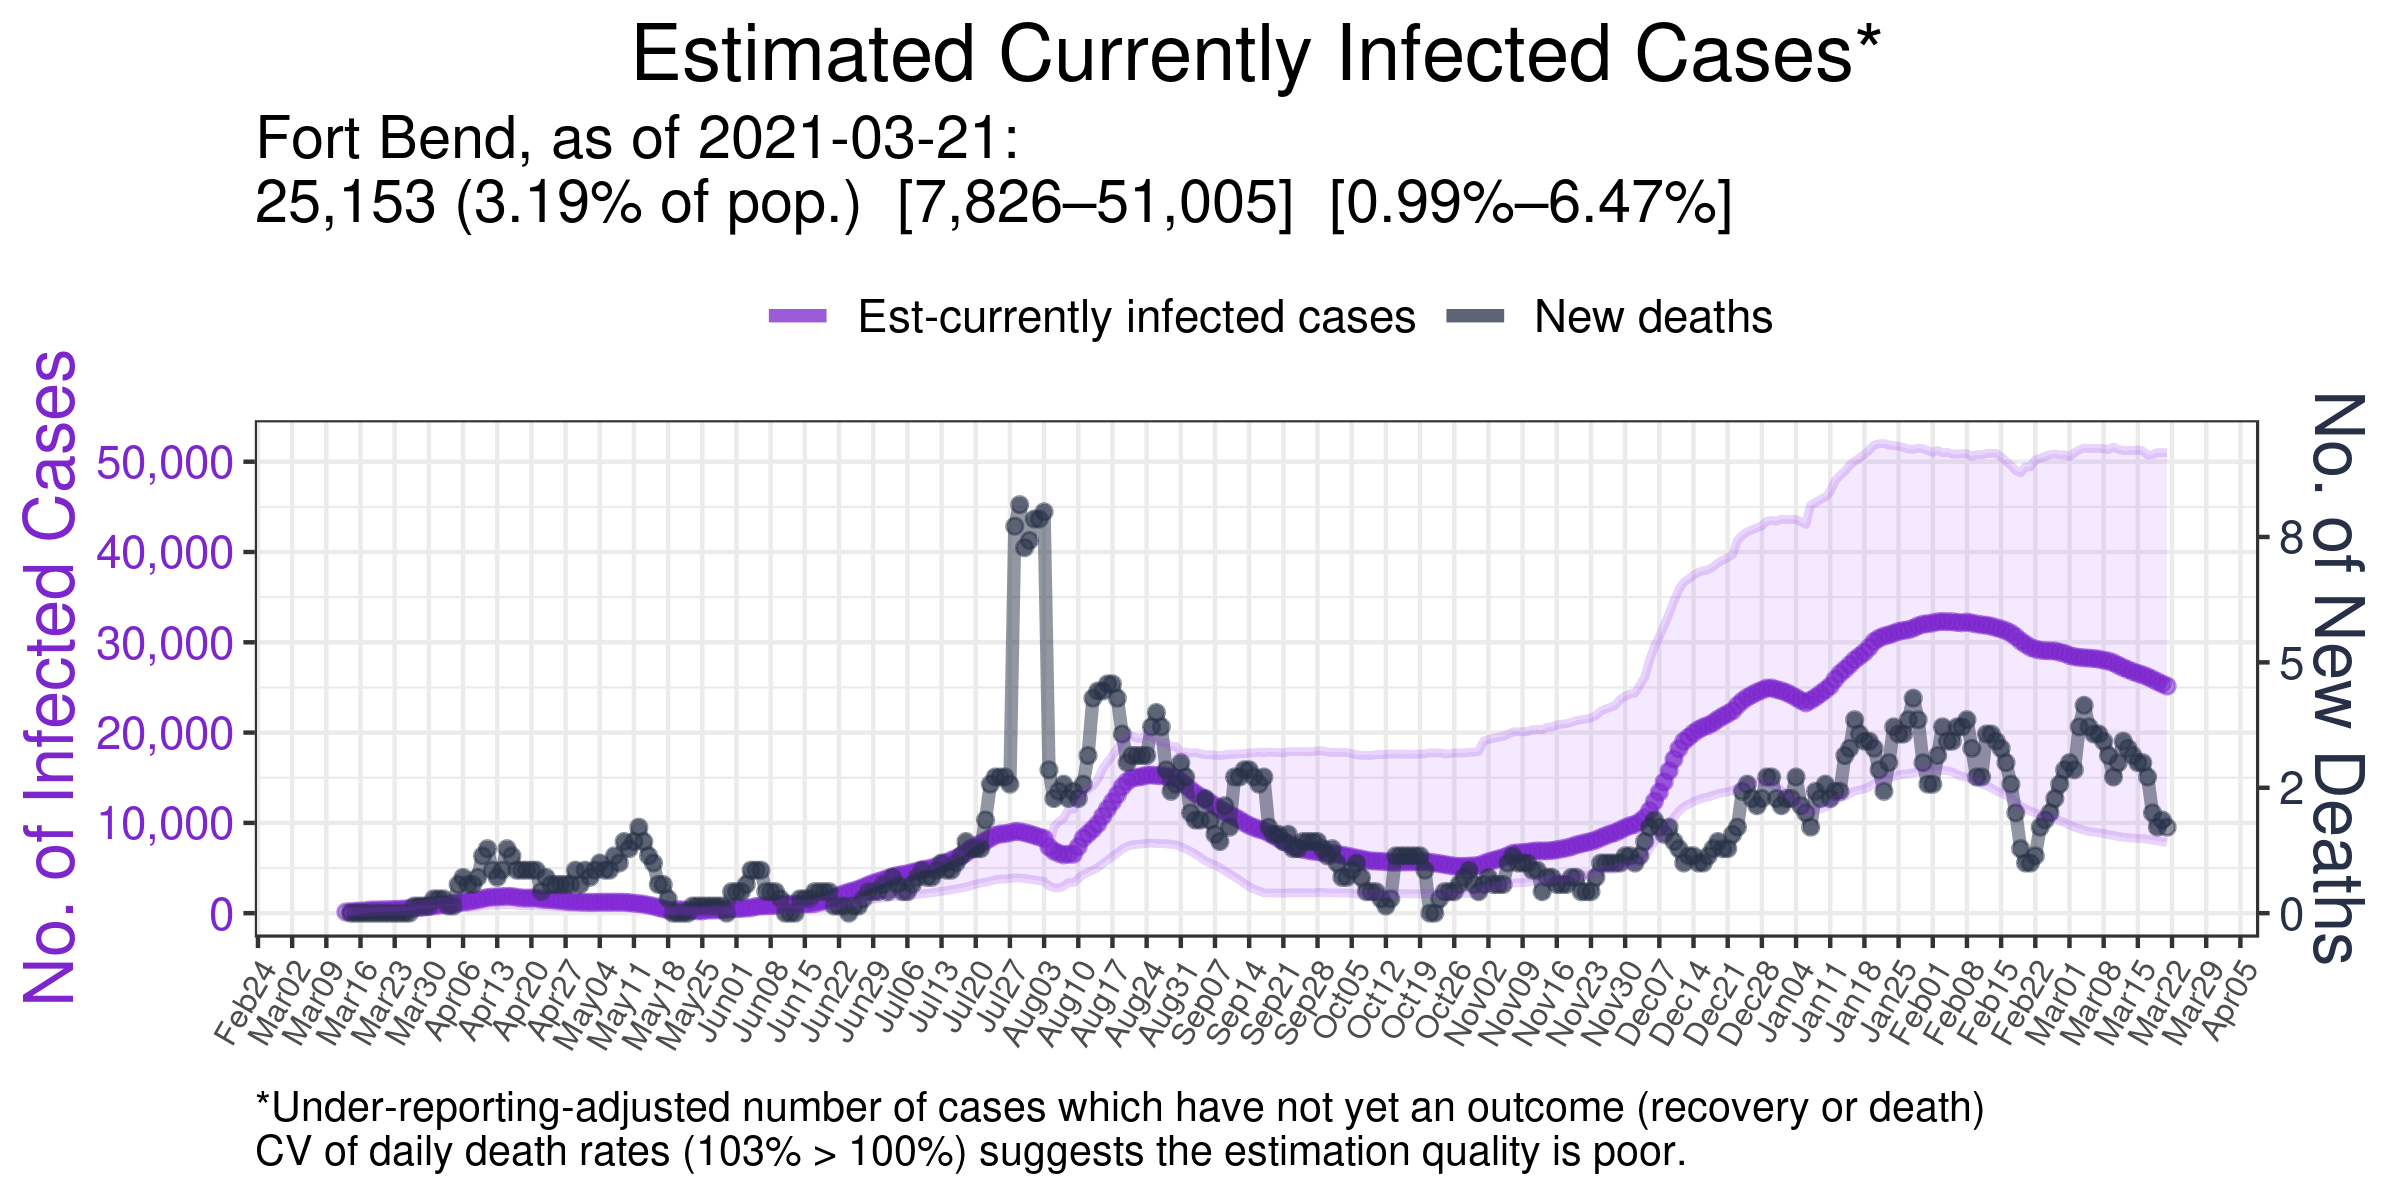 Estimated Currently Infected Cases*
Fort Bend, as of 2021-03-21:
25,153 (3.19% of pop.)  [7,826–51,005]  [0.99%–6.47%]
Est-currently infected cases
New deaths
No. of Infected Cases
50,000
40,000
30,000
20,000
10,000
0
No. of New Deaths
8
5
2
0
Feb24
Mar02
Mar09
Mar16
Mar23
Mar30
Apr06
Apr13
Apr20
Apr27
May04
May11
May18
May25
Jun01
Jun08
Jun15
Jun22
Jun29
Jul06
Jul13
Jul20
Jul27
Aug03
Aug10
Aug17
Aug24
Aug31
Sep07
Sep14
Sep21
Sep28
Oct05
Oct12
Oct19
Oct26
Nov02
Nov09
Nov16
Nov23
Nov30
Dec07
Dec14
Dec21
Dec28
Jan04
Jan11
Jan18
Jan25
Feb01
Feb08
Feb15
Feb22
Mar01
Mar08
Mar15
Mar22
Mar29
Apr05
*Under-reporting-adjusted number of cases which have not yet an outcome (recovery or death)
CV of daily death rates (103% > 100%) suggests the estimation quality is poor.